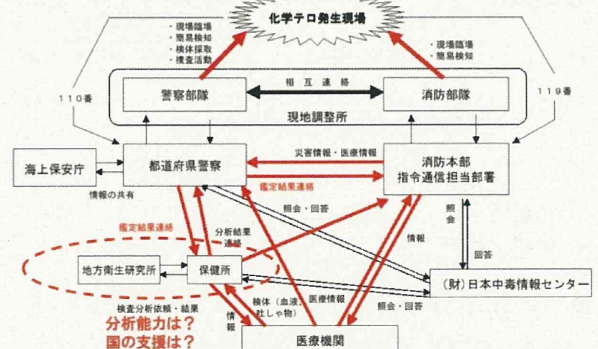 化学テロ発生現場
・現場臨場
・簡易検知
・検体採取
・捜査活動
・現場臨場
・簡易検知
110番
119番
警察部隊
相互連絡
消防部隊
現地調整所
海上保安庁
情報の共有
都道府県警察
災害情報・医療情報
鑑定結果連絡
消防本部
指令通信担当部署
鑑定結果連絡
分析結果
連絡
照会・回答
情報
照会
回答
地方衛生研究所
保健所
(財)日本中毒情報センター
検査分析依頼・結果
情報
検体(血液、
吐しゃ物)
医療情報
照会・回答
分析能力は?
国の支援は?
医療機関